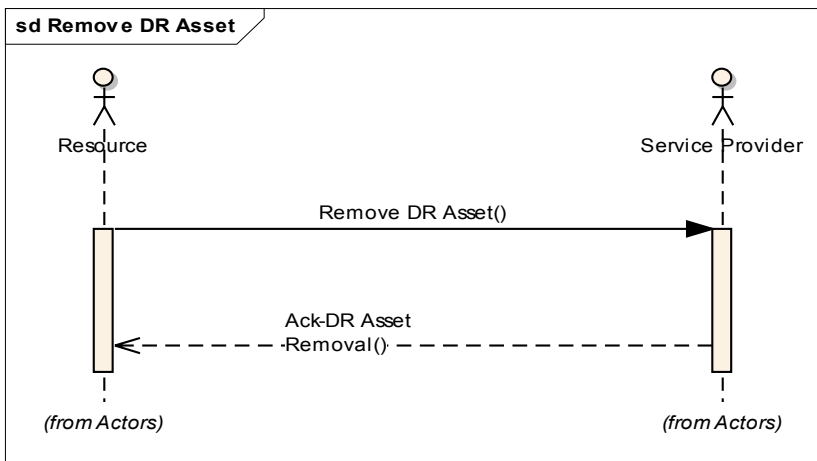 sd Remove DR Asset
Resource
Service Provider
Remove DR Asset()
Ack-DR Asset
Removal()
(from Actors)
(from Actors)